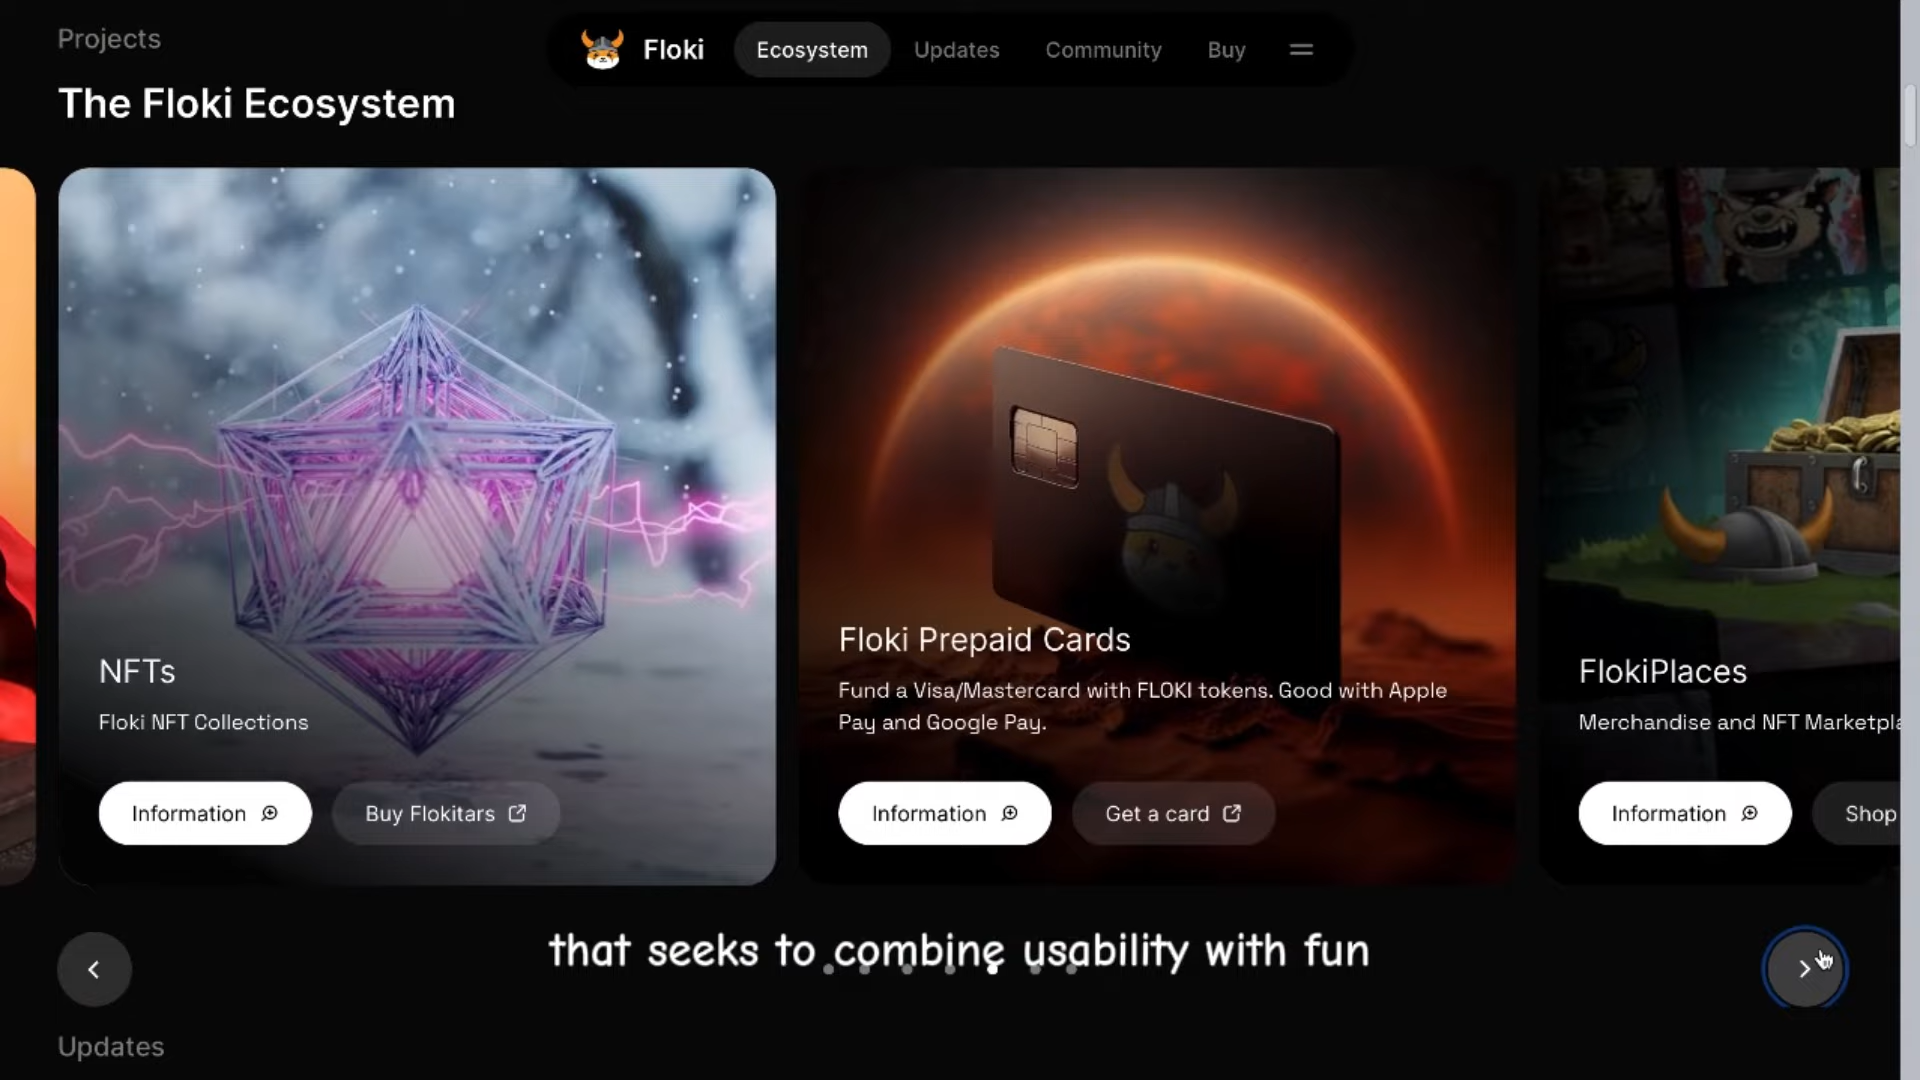 Projects
Floki
Ecosystem
Updates
Community
Buy
The Floki Ecosystem
NFTs
Floki NFT Collections
Information
Buy Flokitars
Floki Prepaid Cards
Fund a Visa/Mastercard with FLOKI tokens. Good with Apple
Pay and Google Pay.
Information
Get a card
FlokiPlaces
Merchandise and NFT
Information
Shop
that seeks to combine usability with fun
Updates